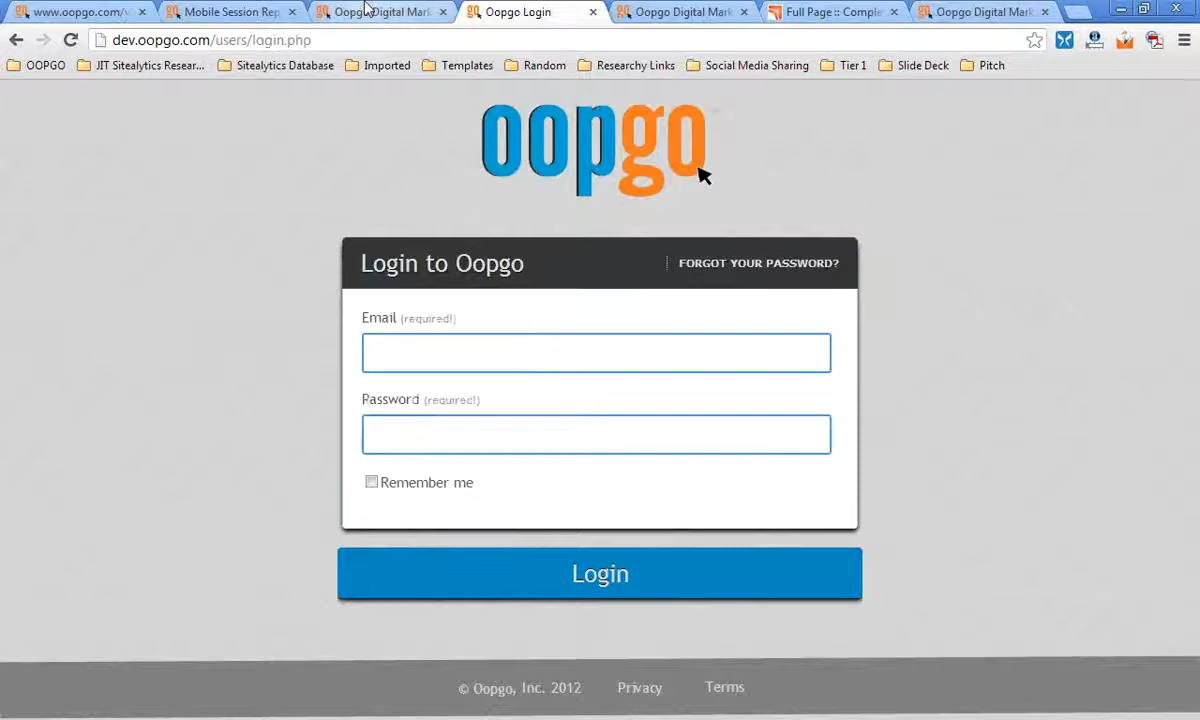 www.oopgo.com/v
Mobile Session Rep
Oopgo Digital Mark
Oopgo Login
Oopgo Digital Mark
Full Page :: Comple
Oopgo Digital Mark
dev.oopgo.com/users/login.php
OOPGO
JIT Sitealytics Resear...
Sitealytics Database
Imported
Templates
Random
Researchy Links
Social Media Sharing
Tier 1
Slide Deck
Pitch
oopgo
Login to Oopgo
FORGOT YOUR PASSWORD?
Email (required!)
Password (required!)
Remember me
Login
© Oopgo, Inc. 2012
Privacy
Terms